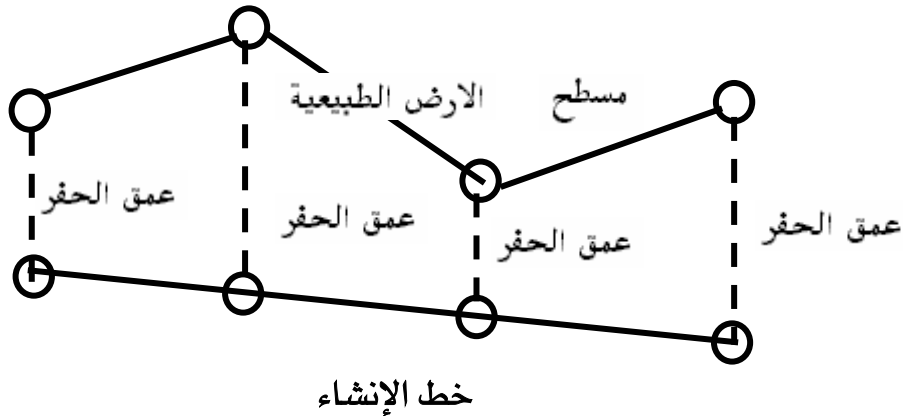 مسطح
الارض الطبيعية
عمق الحفر
عمق الحفر
عمق الحفر
عمق الحفر
خط الإنشاء